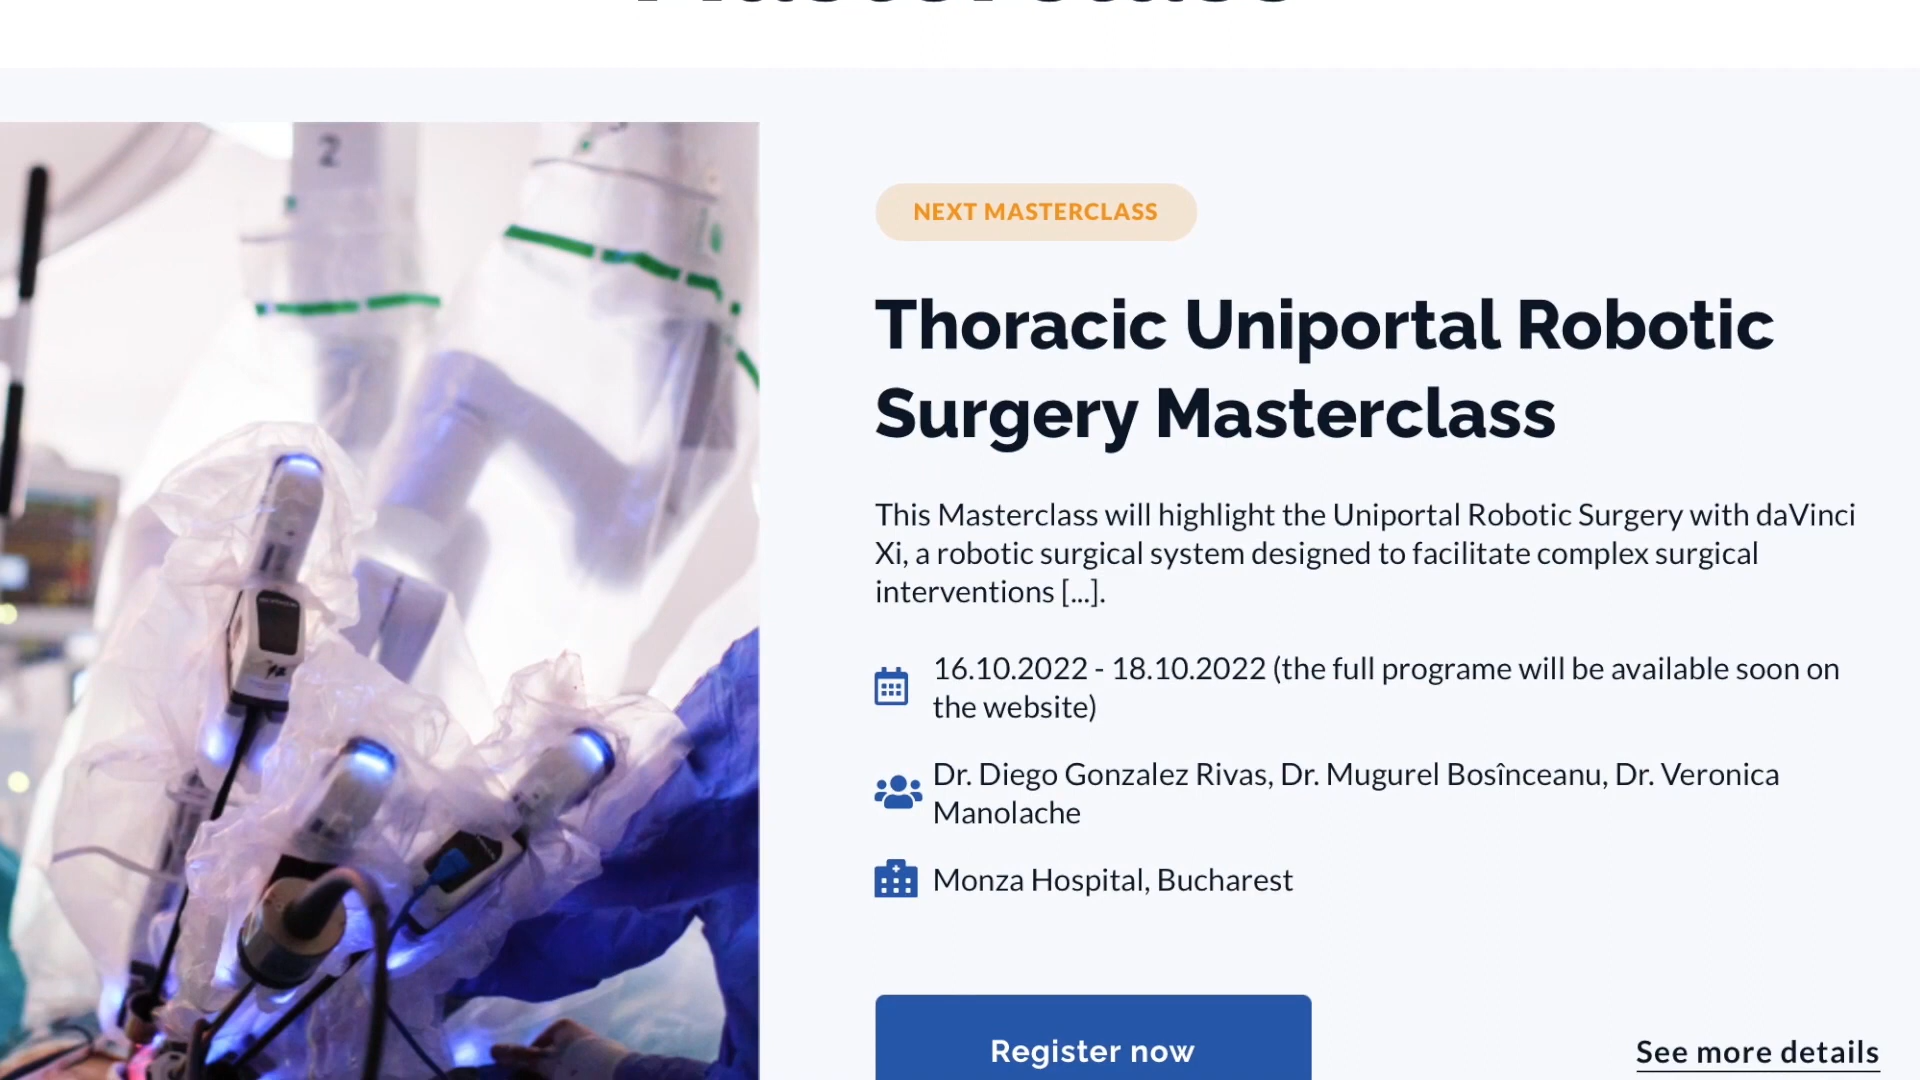 2
NEXT MASTERCLASS
Thoracic Uniportal Robotic
Surgery Masterclass
This Masterclass will highlight the Uniportal Robotic Surgery with daVinci
Xi, a robotic surgical system designed to facilitate complex surgical
interventions [...].
16.10.2022 - 18.10.2022 (the full programe will be available soon on
the website)
Dr. Diego Gonzalez Rivas, Dr. Mugurel Bosînceanu, Dr. Veronica
Manolache
Monza Hospital, Bucharest
Register now
See more details